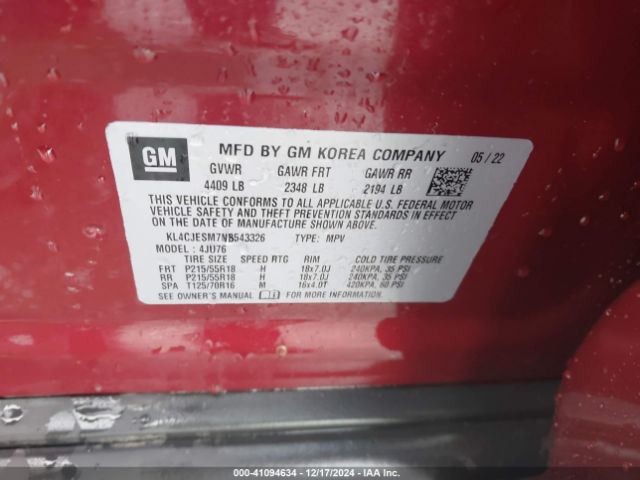 GM MFD BY GM KOREA COMPANY 05 / 22
GVWR GAWR FRT GAWR RR
4409 LB 2348 LB 2194 LB
THIS VEHICLE CONFORMS TO ALL APPLICABLE U.S. FEDERAL MOTOR
VEHICLE SAFETY AND THEFT PREVENTION STANDARDS IN EFFECT ON
THE DATE OF MANUFACTURE SHOWN ABOVE.
KL4CJESM7NB543326 TYPE: MPV
MODEL: 4JU76
TIRE SIZE SPEED RTG RIM COLD TIRE PRESSURE
FRT P215/55R18 H 18x7.0J 240KPA, 35 PSI
RR P215/55R18 H 18x7.0J 240KPA, 35 PSI
SPA T125/70R16 M 16x4.0T 420KPA, 60 PSI
SEE OWNER'S MANUAL FOR MORE INFORMATION.
000-41094634 - 12/17/2024 - IAA Inc.